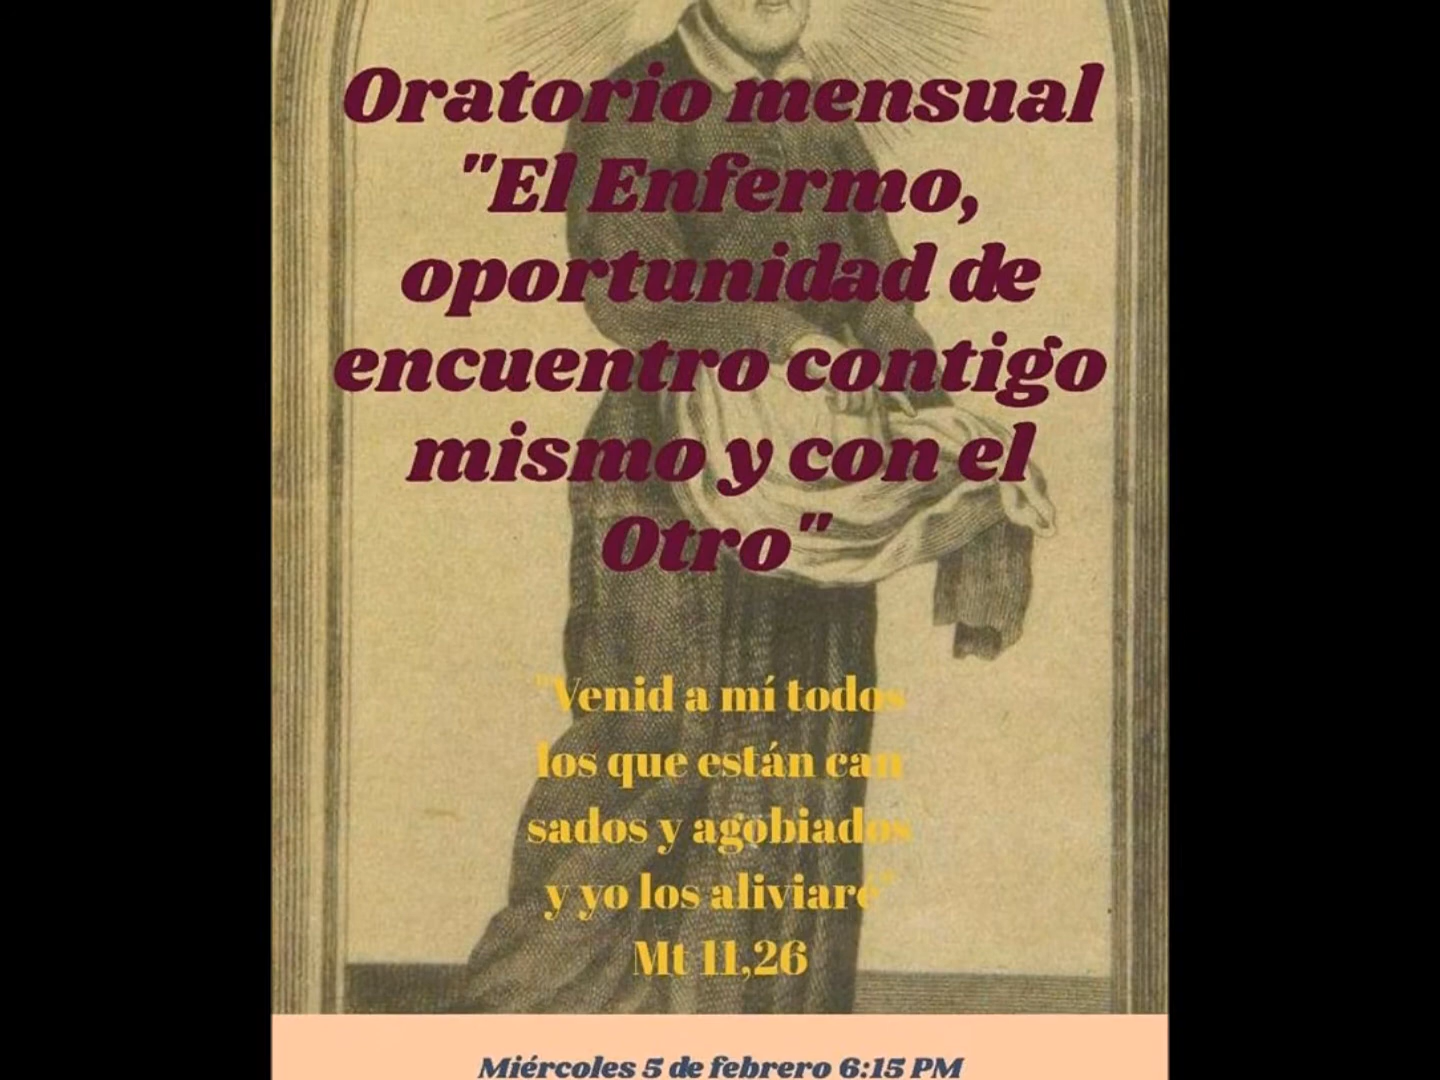 Oratorio mensual
"El Enfermo,
oportunidad de
encuentro contigo
mismo y con el
Otro"
"Venid a mí todos
los que están can
sados y agobiados
y yo los aliviaré"
Mt 11,26
Miércoles 5 de febrero 6:15 PM